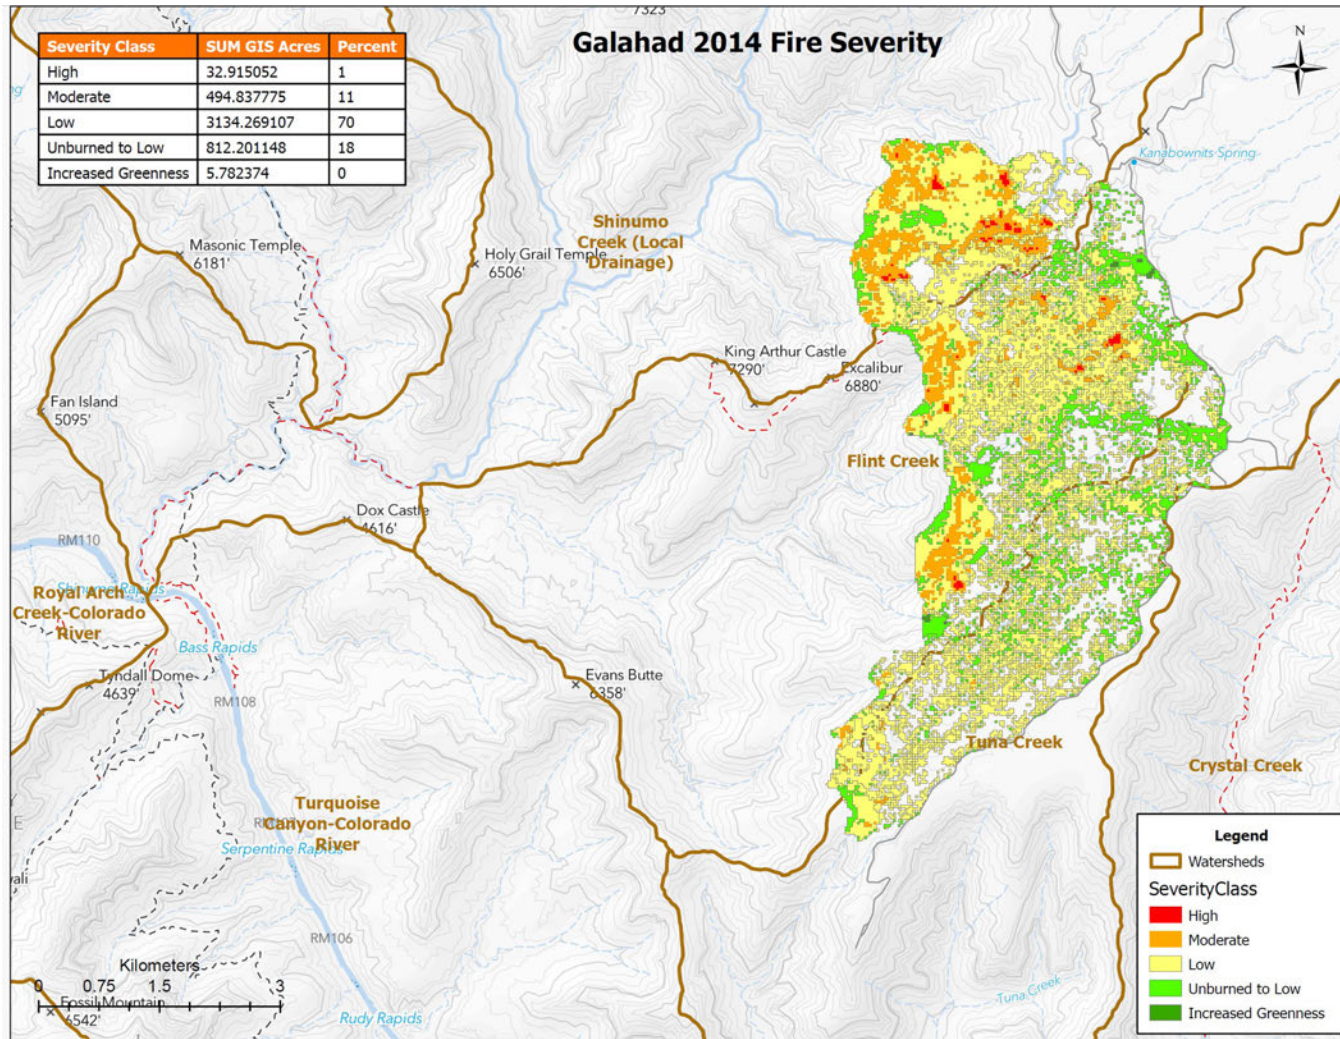 7323
Galahad 2014 Fire Severity
N
Severity Class SUM GIS Acres Percent
High 32.915052 1
Moderate 494.837775 11
Low 3134.269107 70
Unburned to Low 812.201148 18
Increased Greenness 5.782374 0
Kanabownits Spring
Masonic Temple
6181'
Holy Grail Temple
6506'
Shinumo
Creek (Local
Drainage)
King Arthur Castle
7290'
Excalibur
6880'
Fan Island
5095'
Flint Creek
Dox Castle
4616'
RM110
Shinumo Rapids
Royal Arch
Creek-Colorado
River
Bass Rapids
Tyndall Dome
4639'
RM108
Evans Butte
6358'
Tuna Creek
Crystal Creek
Turquoise
Canyon-Colorado
River
Serpentine Rapids
RM106
Rudy Rapids
Tuna Creek
Kilometers
0 0.75 1.5 3
Fossil Mountain
6542'
Legend
Watersheds
SeverityClass
High
Moderate
Low
Unburned to Low
Increased Greenness